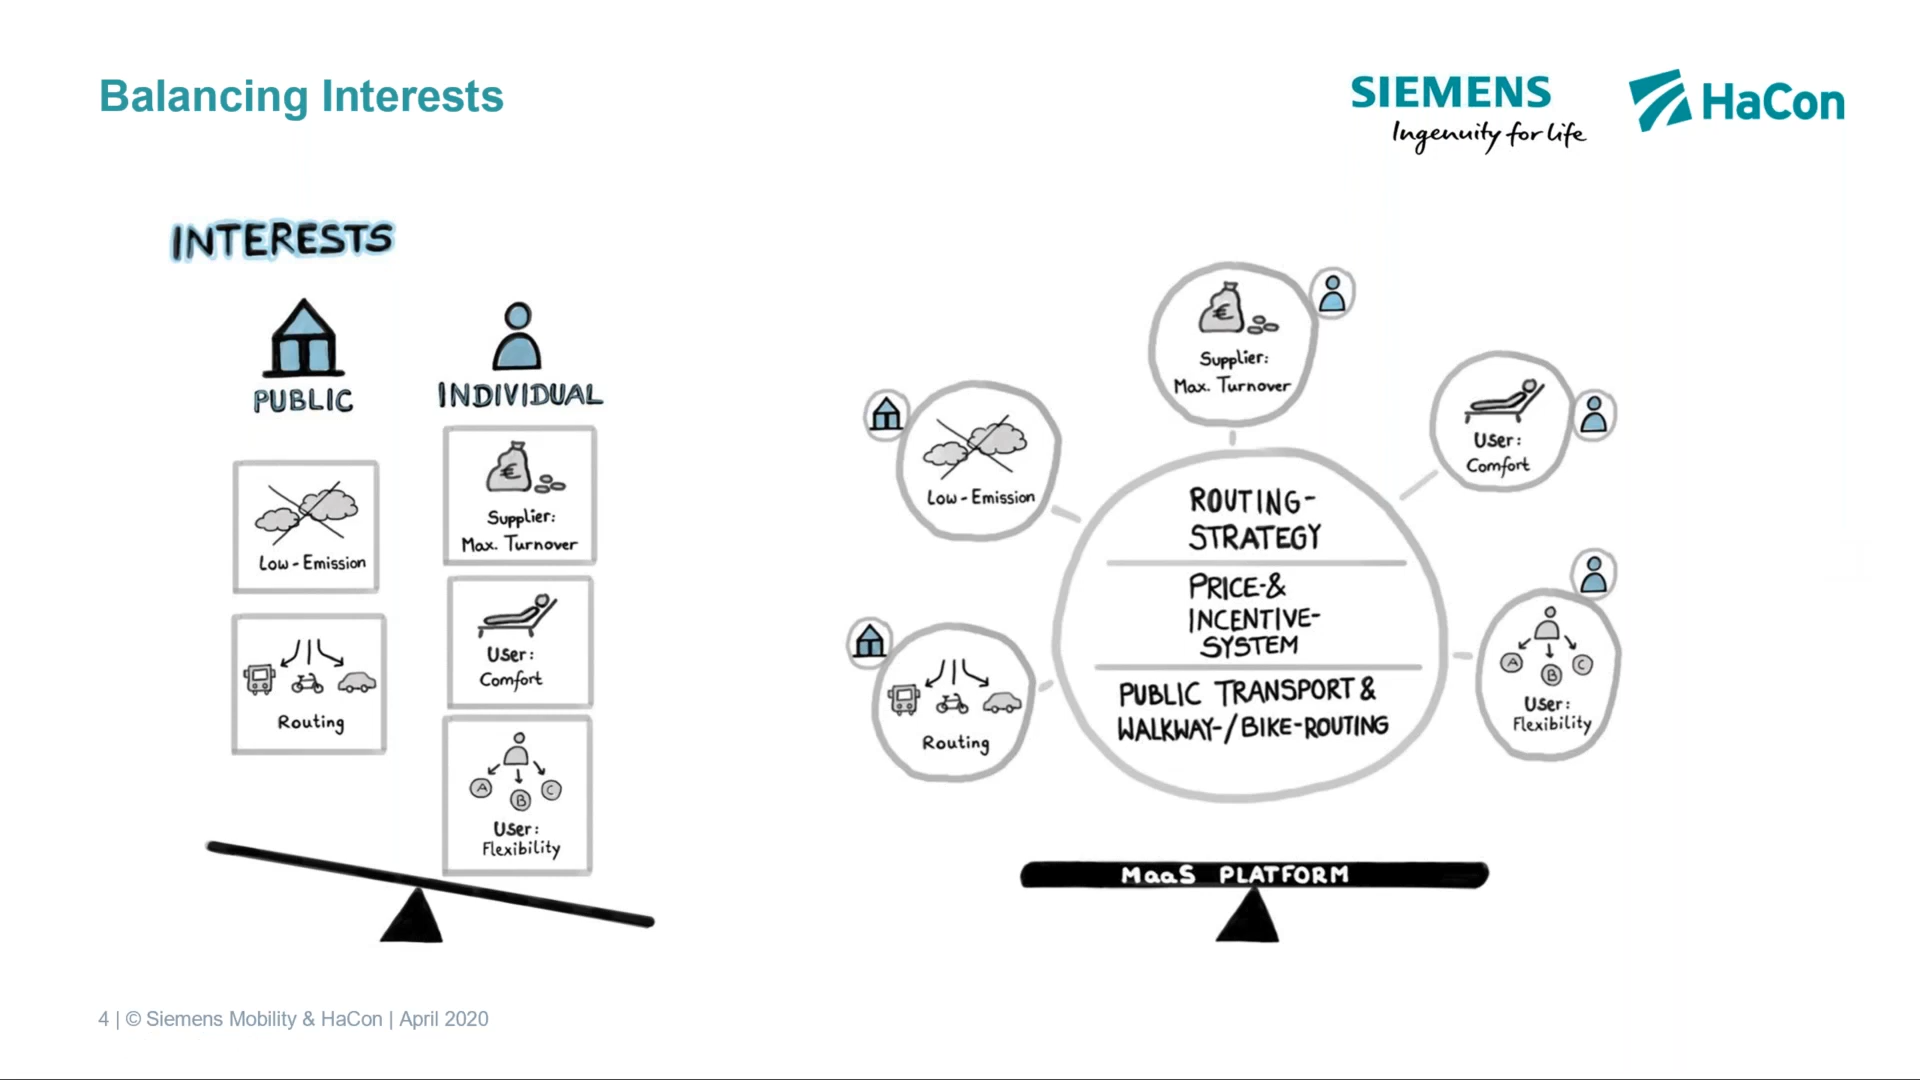 Balancing Interests
SIEMENS
Ingenuity for life
HaCon
INTERESTS
PUBLIC
INDIVIDUAL
Low-Emission
Routing
€
Supplier:
Max. Turnover
User:
Comfort
A B C
User:
Flexibility
€
Supplier:
Max. Turnover
Low-Emission
User:
Comfort
Routing
A B C
User:
Flexibility
ROUTING-
STRATEGY
PRICE-&
INCENTIVE-
SYSTEM
PUBLIC TRANSPORT &
WALKWAY-/BIKE-ROUTING
MaaS PLATFORM
4 | © Siemens Mobility & HaCon | April 2020